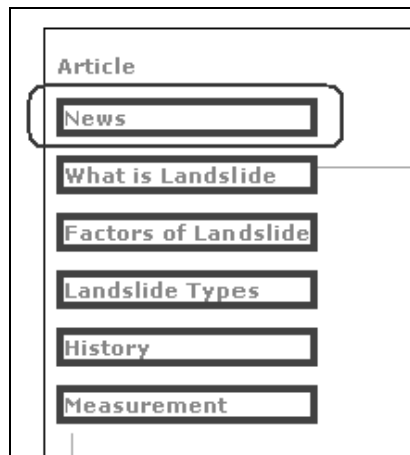 Article
News
What is Landslide
Factors of Landslide
Landslide Types
History
Measurement